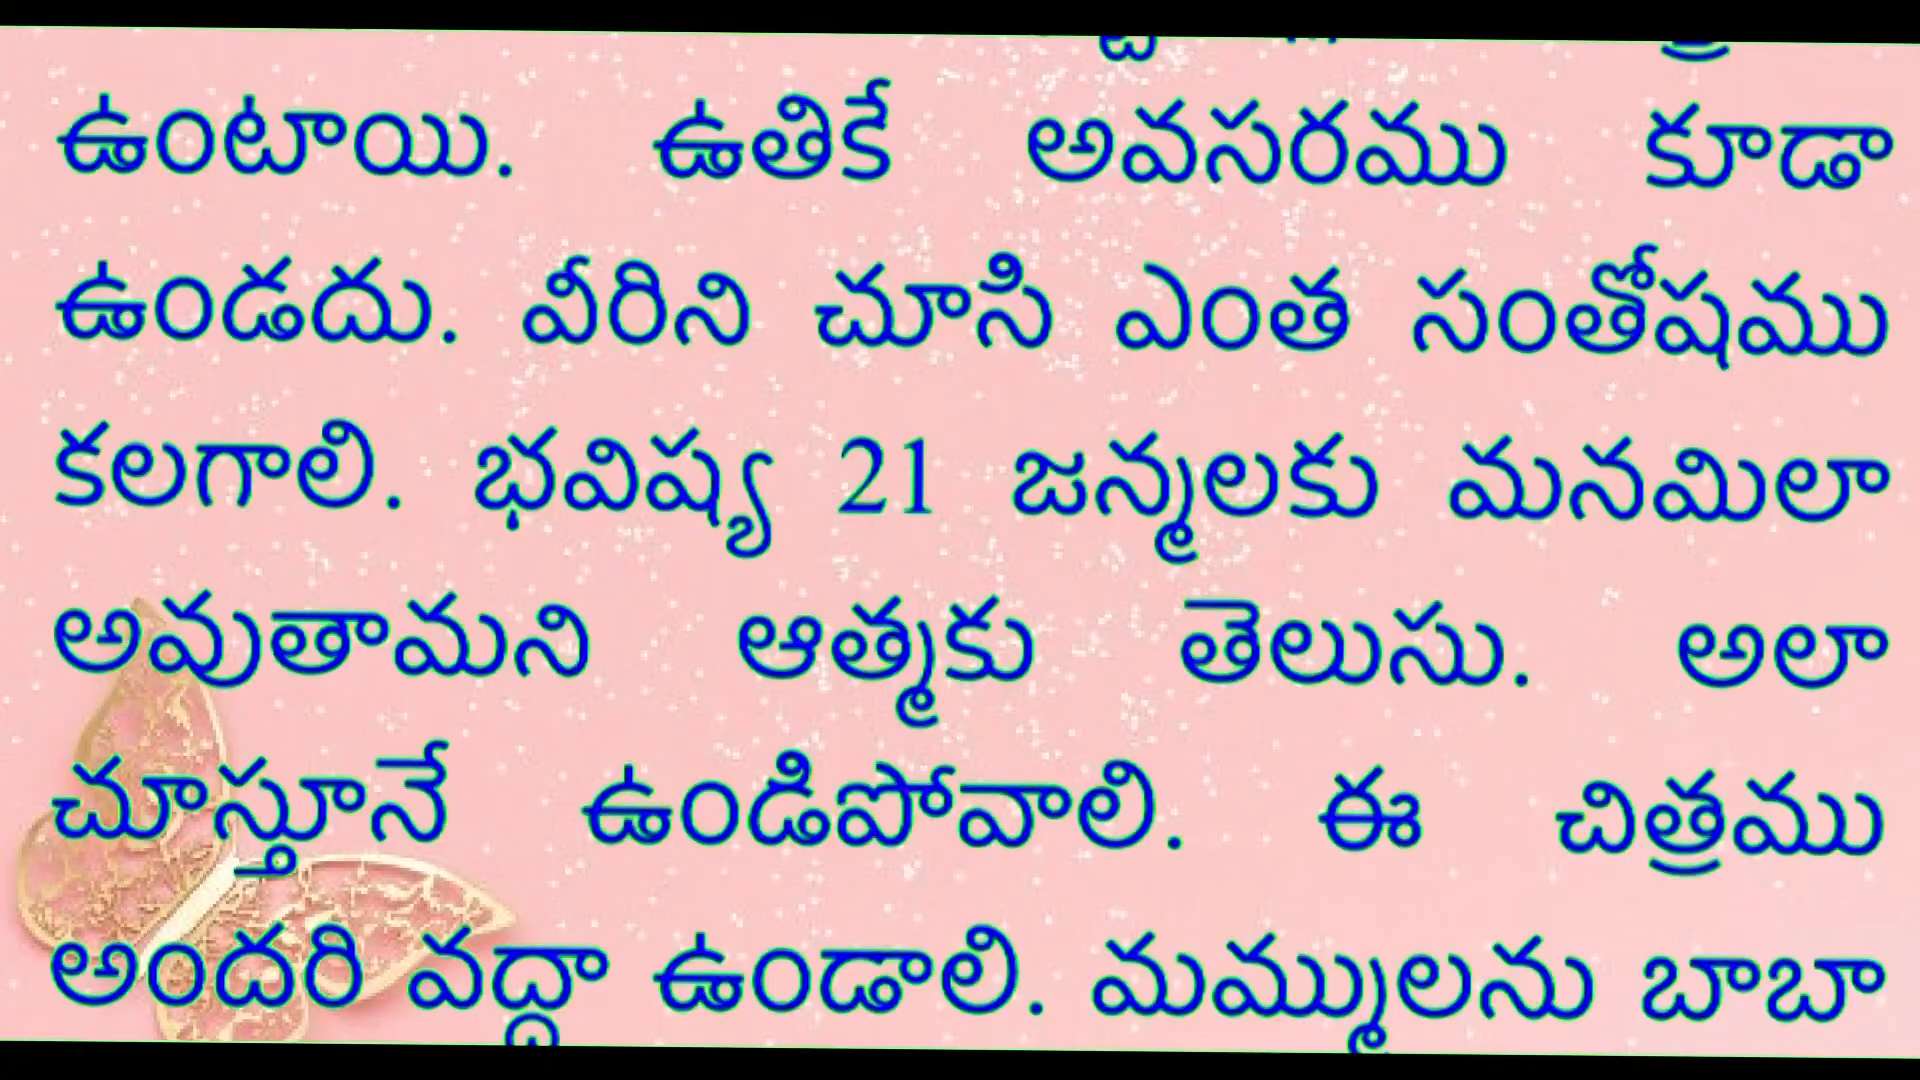 ఉంటాయి. ఉతికే అవసరము కూడా
ఉండదు. వీరిని చూసి ఎంత సంతోషము
కలగాలి. భవిష్య 21 జన్మలకు మనమిలా
అవుతామని ఆత్మకు తెలుసు. అలా
చూస్తూనే ఉండిపోవాలి. ఈ చిత్రము
అందరి వద్దా ఉండాలి. మమ్ములను బాబా